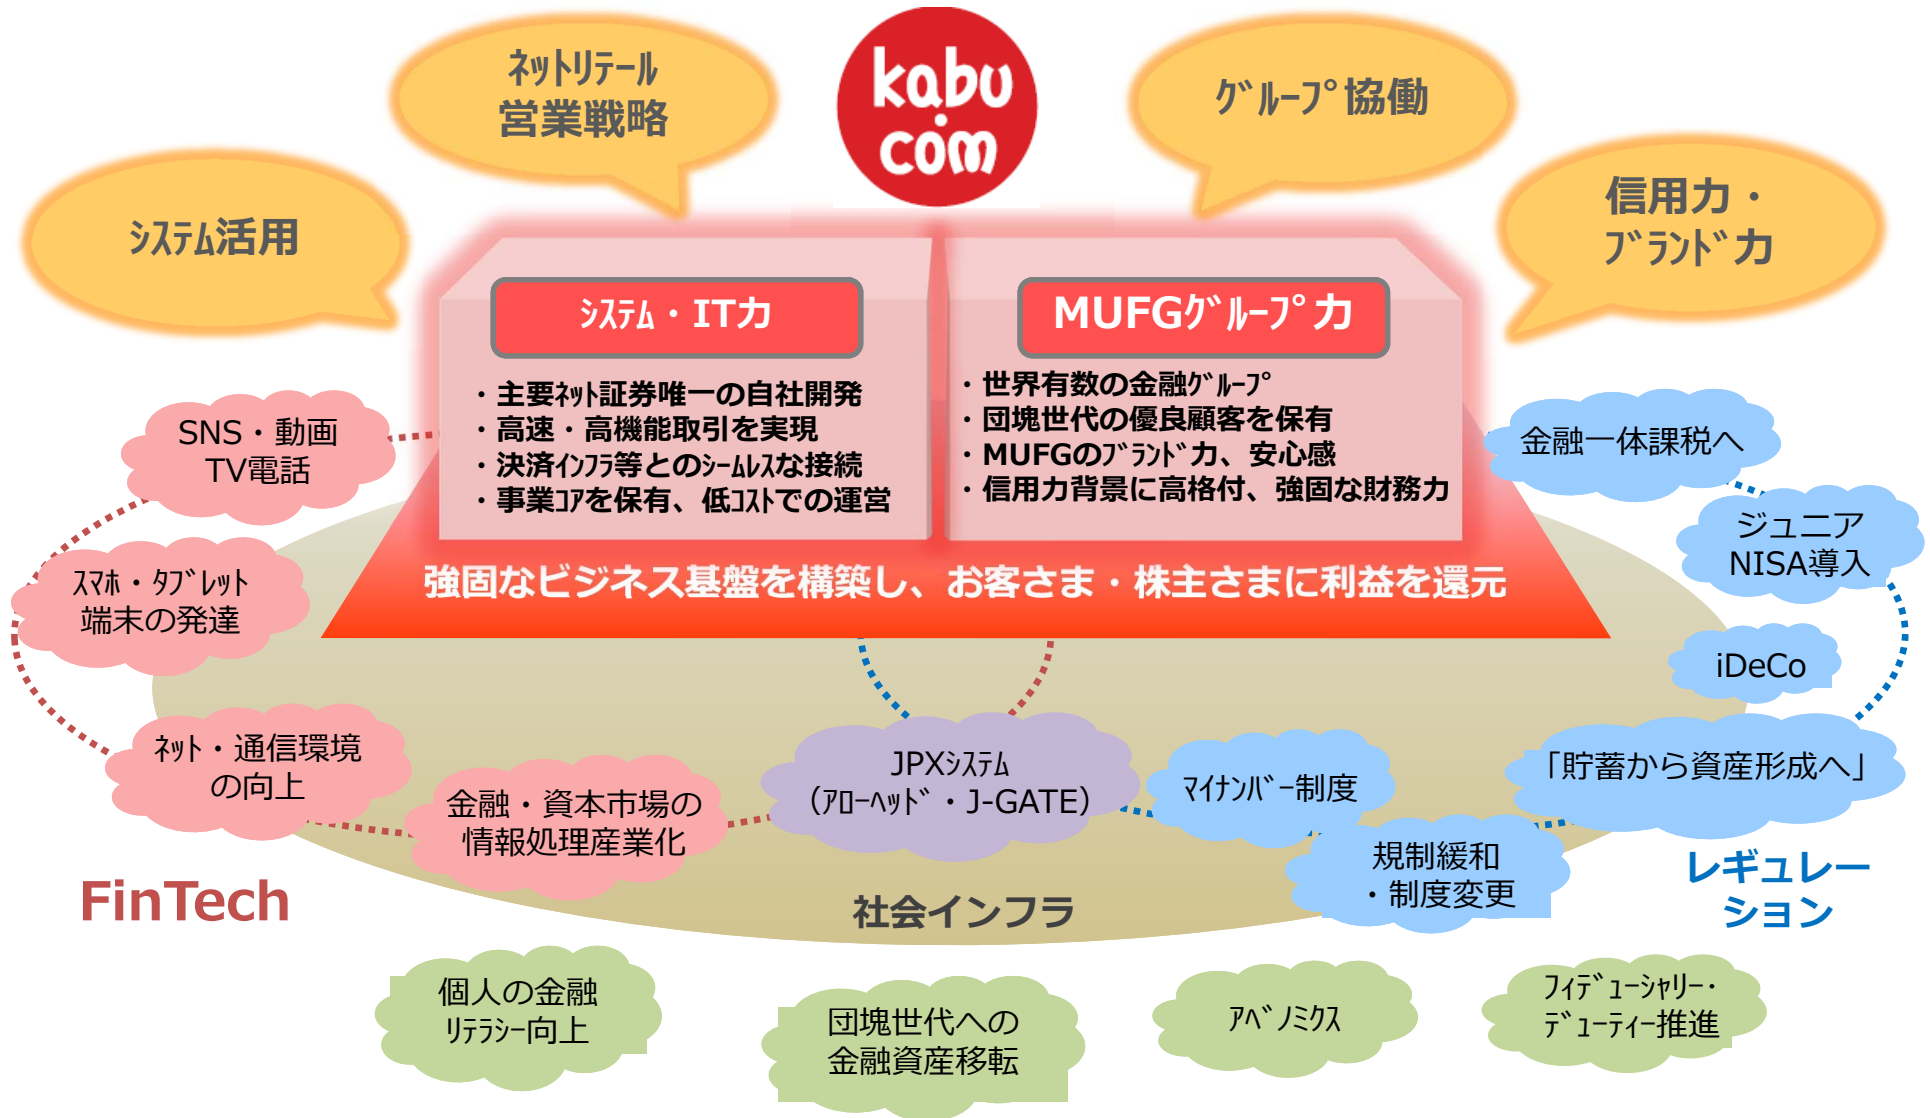 ﾈｯﾄﾘﾃｰﾙ
営業戦略
kabu
.com
ｸﾞﾙｰﾌﾟ協働
ｼｽﾃﾑ活用
信用力・
ﾌﾞﾗﾝﾄﾞ力
ｼｽﾃﾑ・IT力
・主要ﾈｯﾄ証券唯一の自社開発
・高速・高機能取引を実現
・決済ｲﾝﾌﾗ等とのｼｰﾑﾚｽな接続
・事業ｺｱを保有、低ｺｽﾄでの運営
MUFGｸﾞﾙｰﾌﾟ力
・世界有数の金融ｸﾞﾙｰﾌﾟ
・団塊世代の優良顧客を保有
・MUFGのﾌﾞﾗﾝﾄﾞ力、安心感
・信用力背景に高格付、強固な財務力
強固なビジネス基盤を構築し、お客さま・株主さまに利益を還元
SNS・動画
TV電話
ｽﾏﾎ・ﾀﾌﾞﾚｯﾄ
端末の発達
ﾈｯﾄ・通信環境
の向上
金融・資本市場の
情報処理産業化
FinTech
JPXｼｽﾃﾑ
（ｱﾛｰﾍｯﾄﾞ・J-GATE）
社会インフラ
金融一体課税へ
ジュニア
NISA導入
iDeCo
「貯蓄から資産形成へ」
ﾏｲﾅﾝﾊﾞｰ制度
規制緩和
・制度変更
レギュレー
ション
個人の金融
ﾘﾃﾗｼｰ向上
団塊世代への
金融資産移転
ｱﾍﾞﾉﾐｸｽ
ﾌｨﾃﾞｭｰｼｬﾘｰ・
ﾃﾞｭｰﾃｨｰ推進